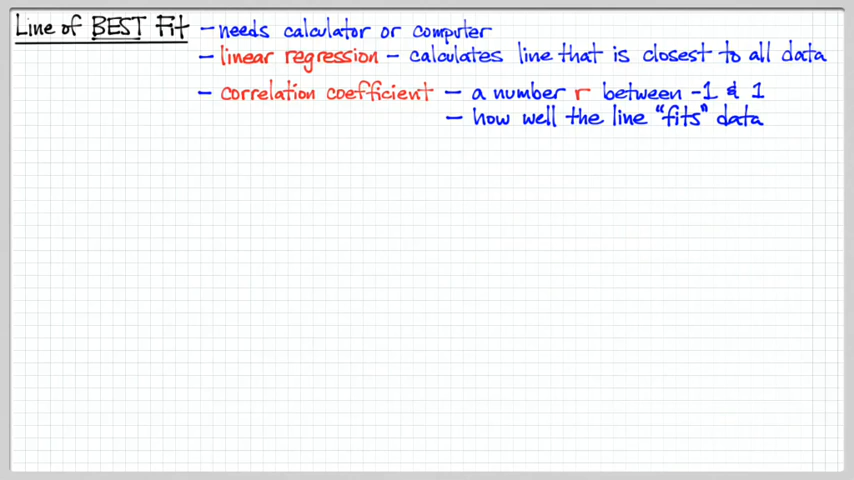 Line of BEST Fit - needs calculator or computer
- linear regression - calculates line that is closest to all data
- correlation coefficient - a number r between -1 & 1
- how well the line "fits" data